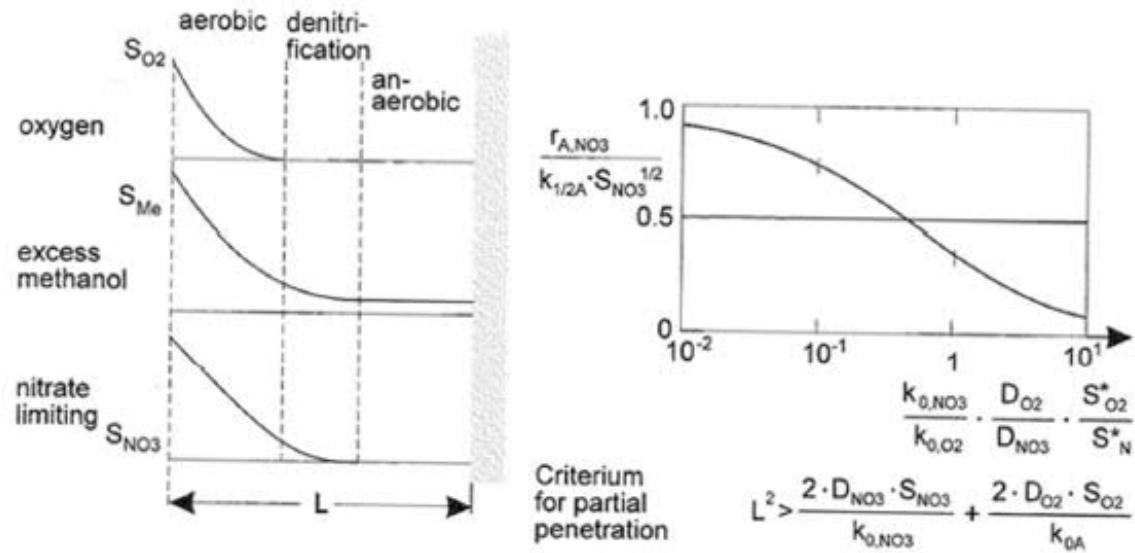 aerobic
denitri-
fication
an-
aerobic
S_O2
oxygen
S_Me
excess
methanol
nitrate
limiting
S_NO3
L
r_A,NO3
k_1/2A·S_NO3^1/2
1.0
0.5
0
10^-2
10^-1
1
10^1
k_0,NO3 / k_0,O2 · D_O2 / D_NO3 · S*_O2 / S*_N
Criterium
for partial
penetration
L^2 > 2·D_NO3·S_NO3 / k_0,NO3 + 2·D_O2·S_O2 / k_0A